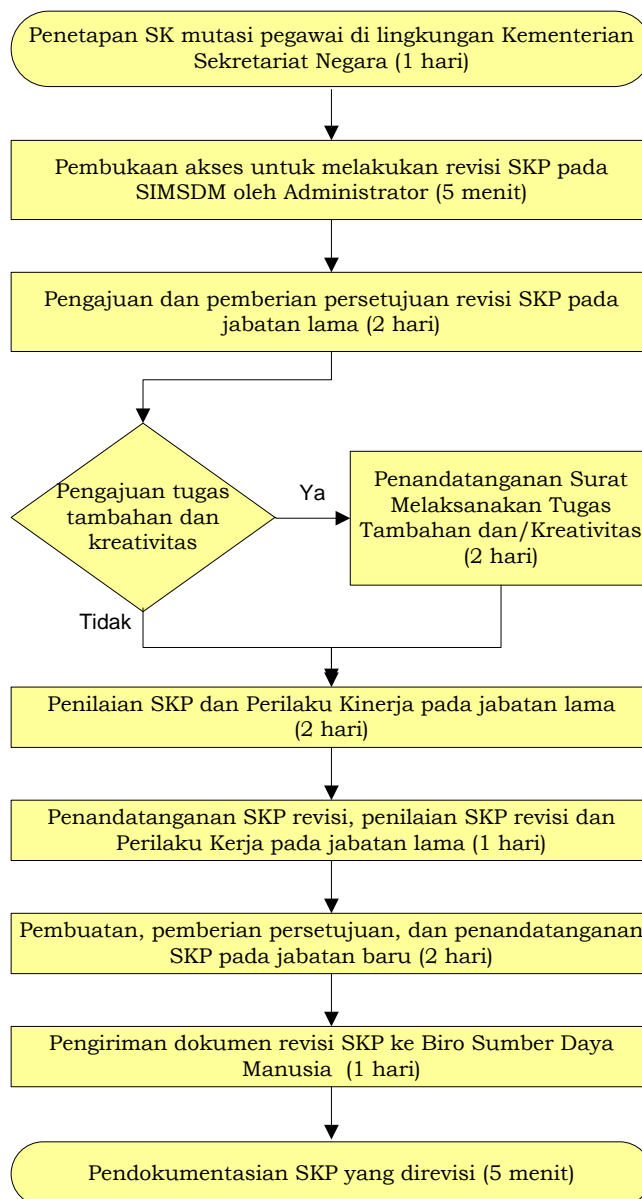 Penetapan SK mutasi pegawai di lingkungan Kementerian
Sekretariat Negara (1 hari)
Pembukaan akses untuk melakukan revisi SKP pada
SIMSDM oleh Administrator (5 menit)
Pengajuan dan pemberian persetujuan revisi SKP pada
jabatan lama (2 hari)
Pengajuan tugas
tambahan dan
kreativitas
Ya
Penandatanganan Surat
Melaksanakan Tugas
Tambahan dan/Kreativitas
(2 hari)
Tidak
Penilaian SKP dan Perilaku Kinerja pada jabatan lama
(2 hari)
Penandatanganan SKP revisi, penilaian SKP revisi dan
Perilaku Kerja pada jabatan lama (1 hari)
Pembuatan, pemberian persetujuan, dan penandatanganan
SKP pada jabatan baru (2 hari)
Pengiriman dokumen revisi SKP ke Biro Sumber Daya
Manusia (1 hari)
Pendokumentasian SKP yang direvisi (5 menit)